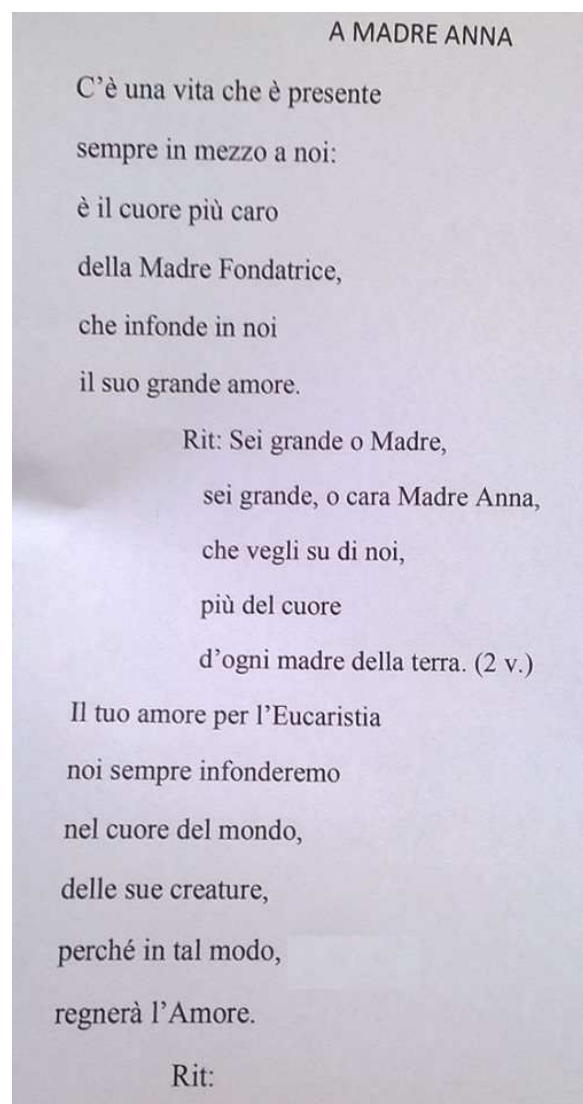 A MADRE ANNA
C'è una vita che è presente
sempre in mezzo a noi:
è il cuore più caro
della Madre Fondatrice,
che infonde in noi
il suo grande amore.
Rit: Sei grande o Madre,
sei grande, o cara Madre Anna,
che vegli su di noi,
più del cuore
d'ogni madre della terra. (2 v.)
Il tuo amore per l'Eucaristia
noi sempre infonderemo
nel cuore del mondo,
delle sue creature,
perché in tal modo,
regnerà l'Amore.
Rit: